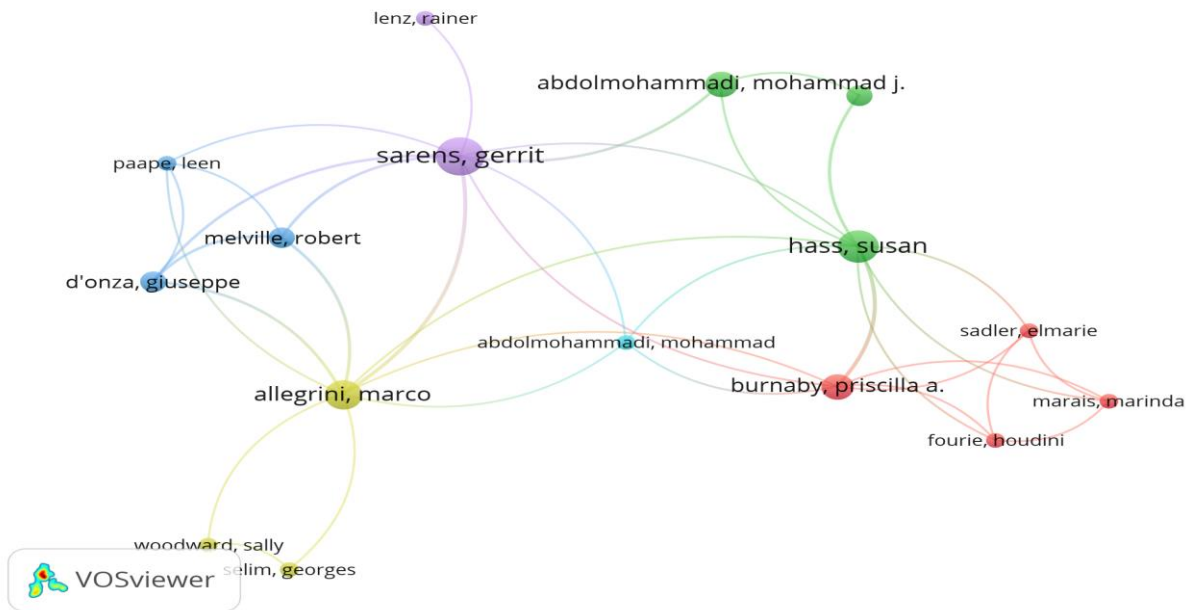 lenz, rainer
abdolmohammadi, mohammad j.
sarens, gerrit
paape, leen
melville, robert
hass, susan
d'onza, giuseppe
sadler, elmarie
abdolmohammadi, mohammad
burnaby, priscilla a.
allegrini, marco
marais, marinda
fourie, houdini
woodward, sally
selim, georges
VOSviewer